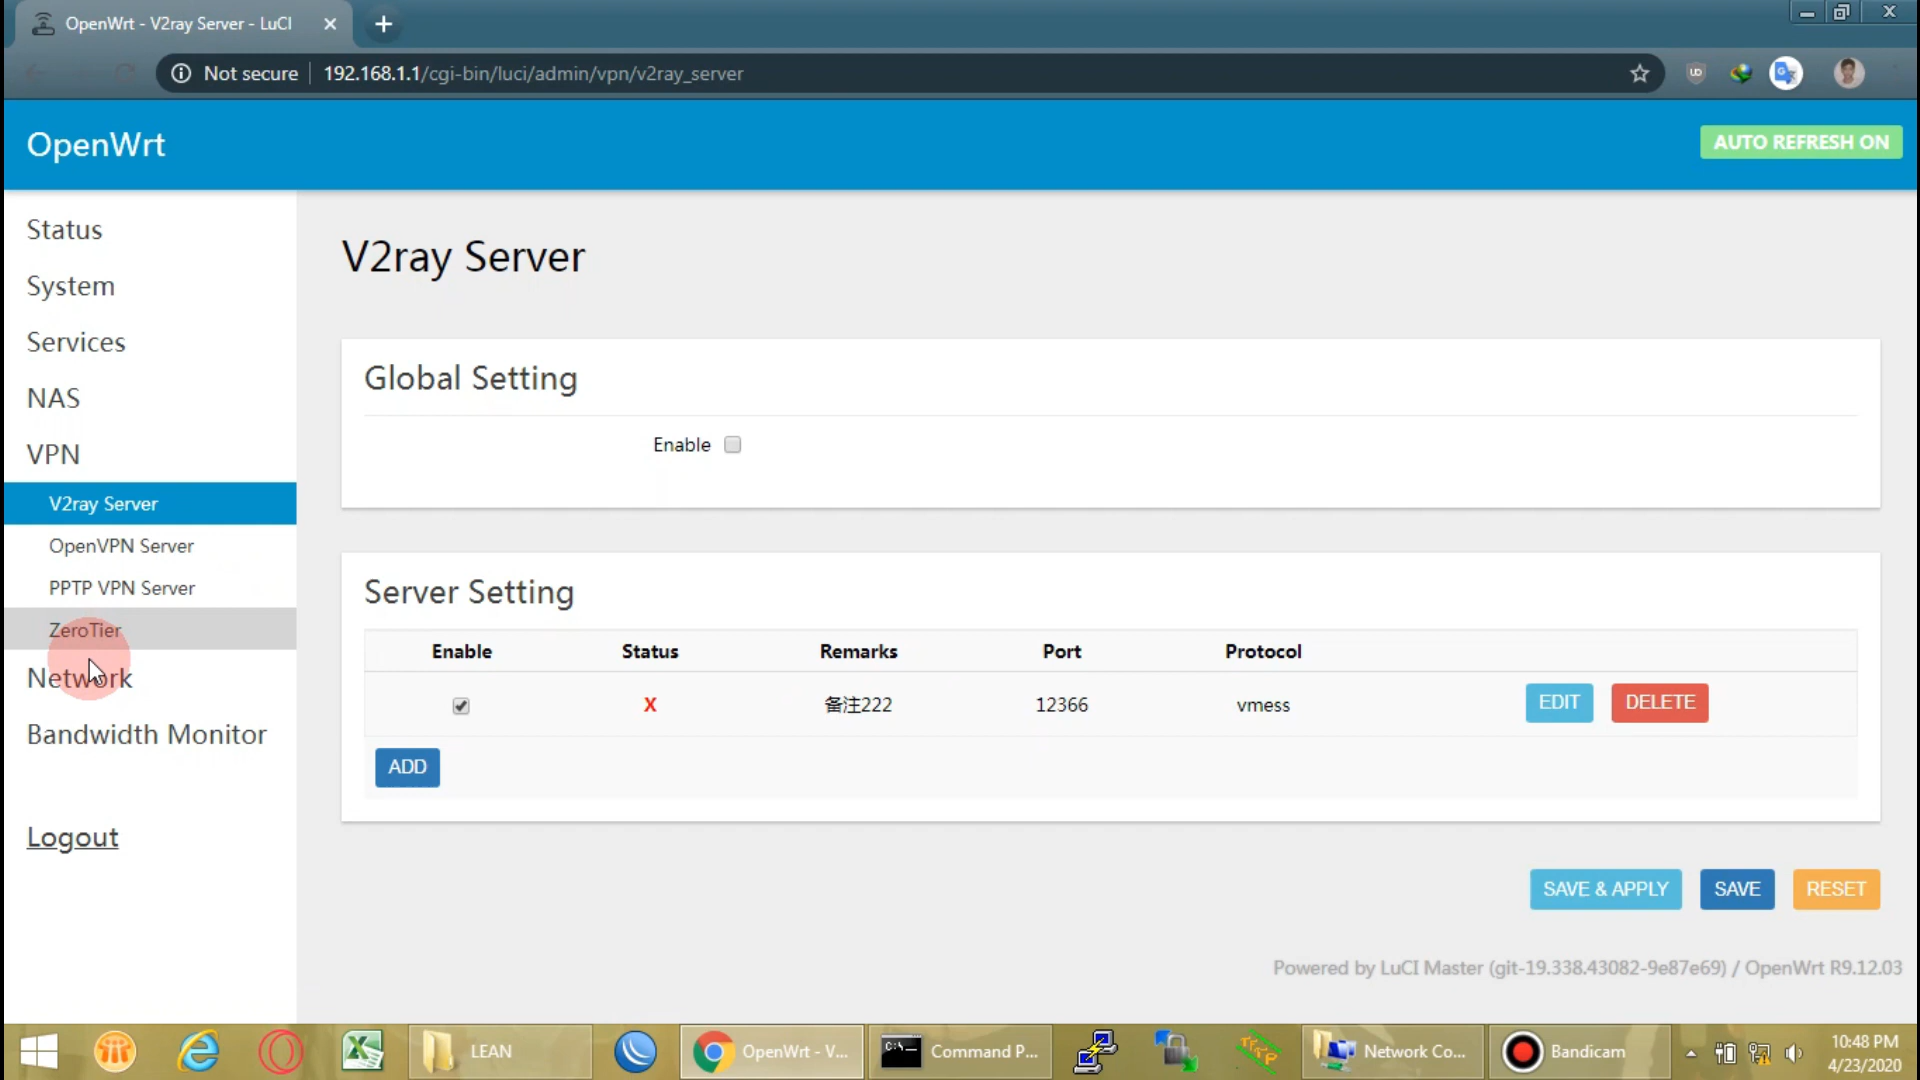 OpenWrt - V2ray Server - LuCI
Not secure
192.168.1.1/cgi-bin/luci/admin/vpn/v2ray_server
OpenWrt
AUTO REFRESH ON
Status
System
Services
NAS
VPN
V2ray Server
OpenVPN Server
PPTP VPN Server
ZeroTier
Network
Bandwidth Monitor
Logout
V2ray Server
Global Setting
Enable
Server Setting
Enable Status Remarks Port Protocol
X 备注222 12366 vmess EDIT DELETE
ADD
SAVE & APPLY SAVE RESET
Powered by LuCI Master (git-19.338.43082-9e87e69) / OpenWrt R9.12.03
LEAN
OpenWrt - V...
Command P...
Network Co...
Bandicam
10:48 PM
4/23/2020